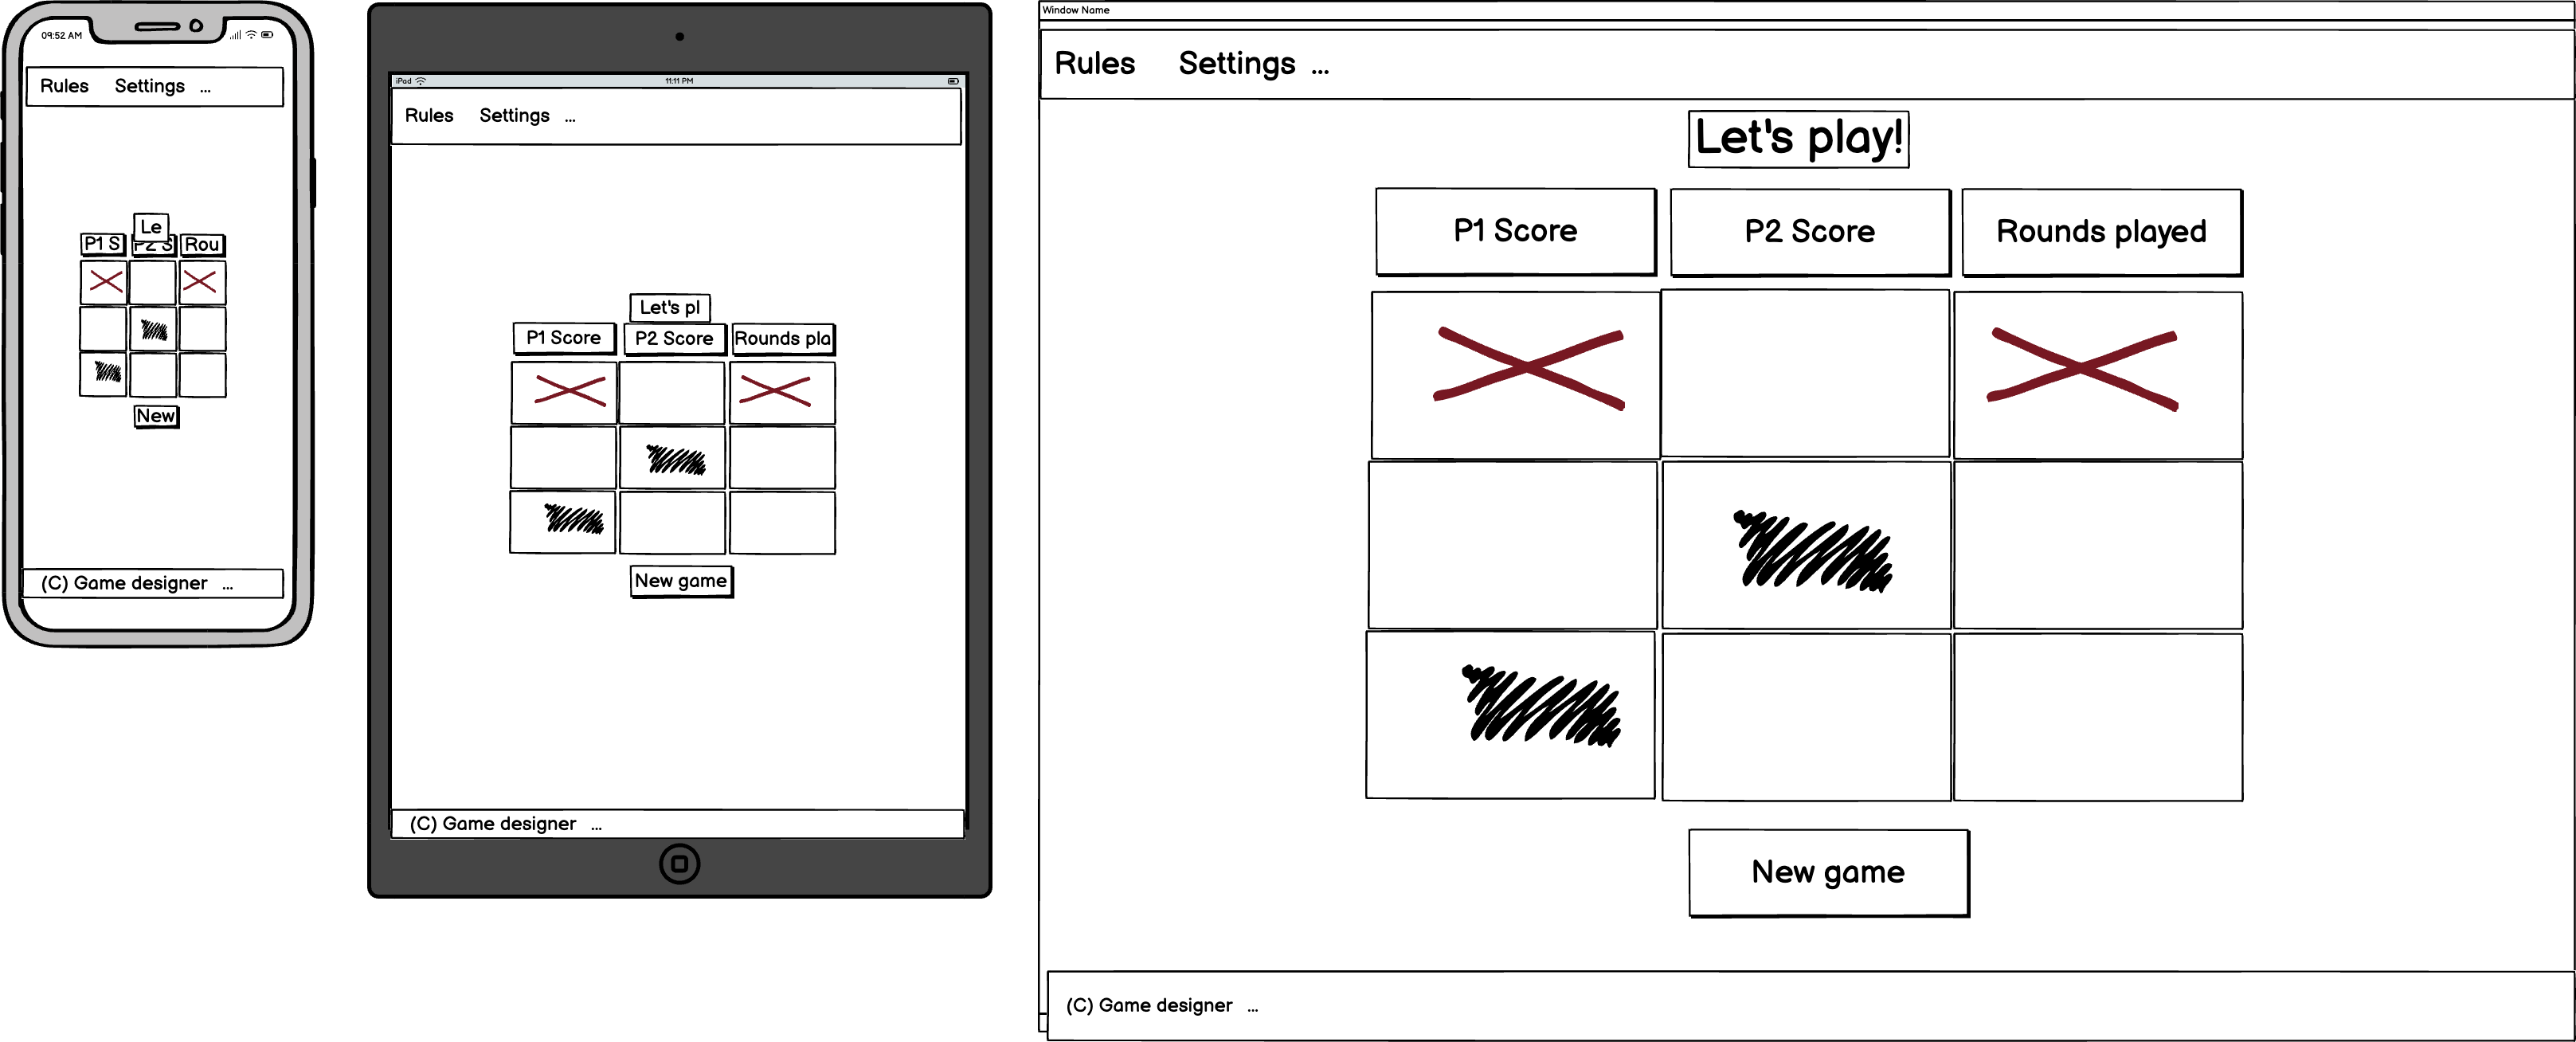 09:52 AM
Rules Settings ...
Le
P1 S P2 S Rou
New
(C) Game designer ...
iPad 11:11 PM
Rules Settings ...
Let's pl
P1 Score P2 Score Rounds pla
New game
(C) Game designer ...
Window Name
Rules Settings ...
Let's play!
P1 Score P2 Score Rounds played
New game
(C) Game designer ...